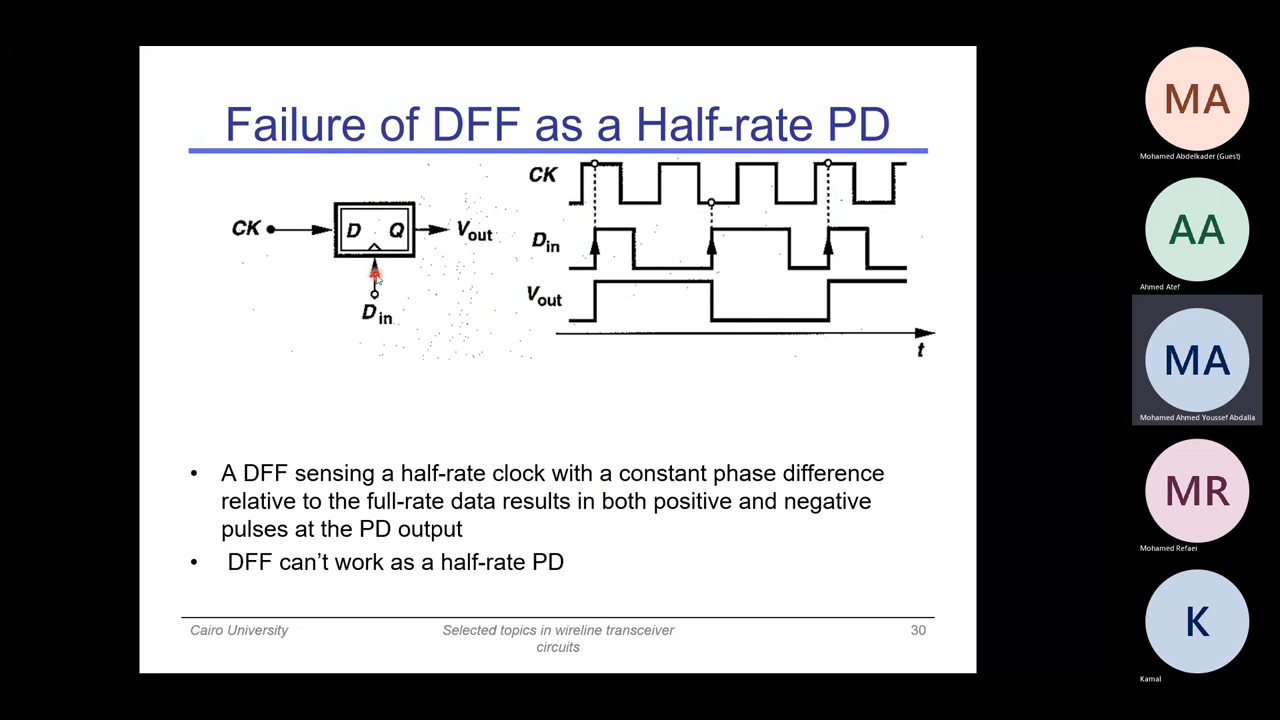 Failure of DFF as a Half-rate PD
CK
D Q
Vout
Din
CK
Din
Vout
t
• A DFF sensing a half-rate clock with a constant phase difference
relative to the full-rate data results in both positive and negative
pulses at the PD output
• DFF can't work as a half-rate PD
Cairo University
Selected topics in wireline transceiver
circuits
30
MA
Mohamed Abdelkader (Guest)
AA
Ahmed Atef
MA
Mohamed Ahmed Youssef Abdalla
MR
Mohamed Refaei
K
Kamal